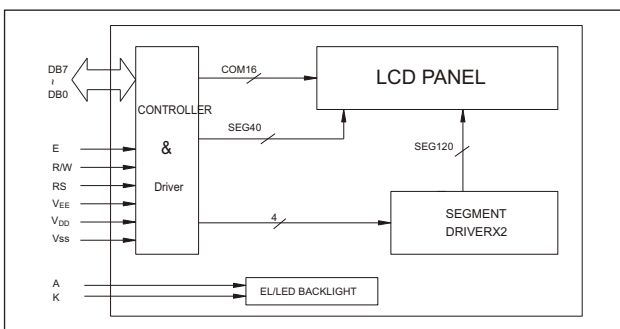 DB7
~
DB0
E
R/W
RS
VEE
VDD
Vss
A
K
CONTROLLER
&
Driver
COM16
SEG40
4
LCD PANEL
SEG120
SEGMENT
DRIVERX2
EL/LED BACKLIGHT